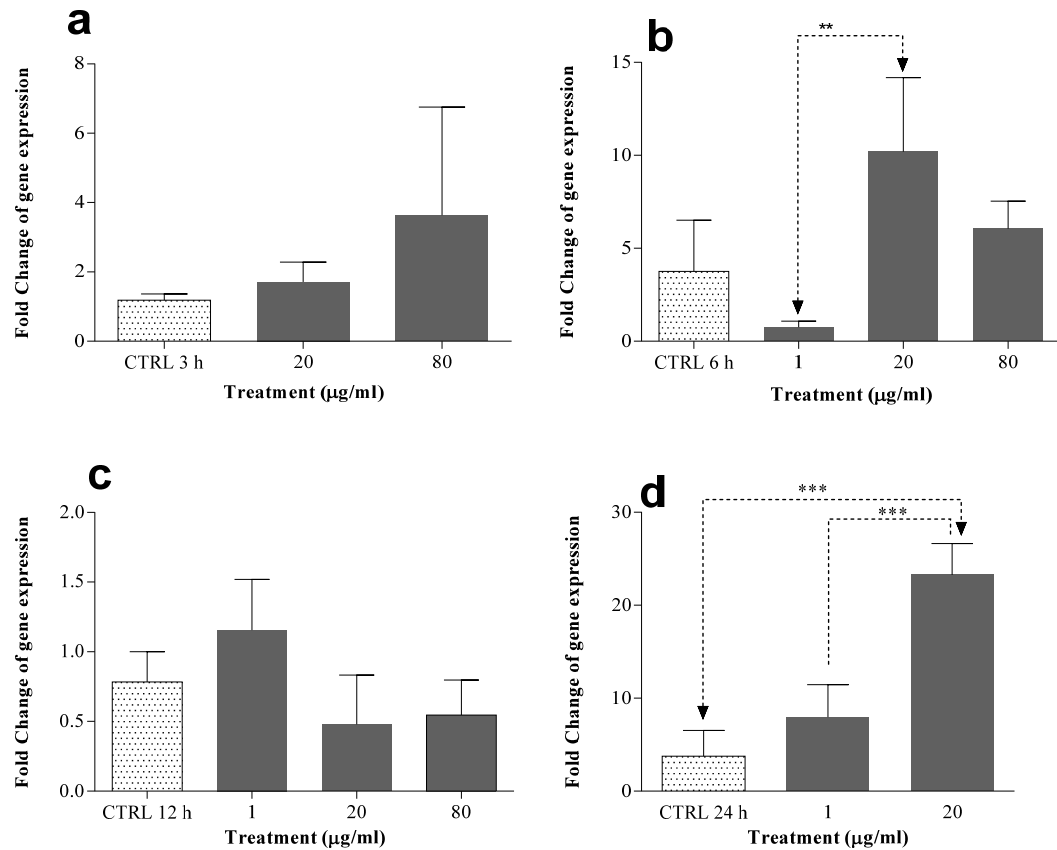 a
Fold Change of gene expression
8
6
4
2
0
CTRL 3 h 20 80
Treatment (µg/ml)
b
**
Fold Change of gene expression
15
10
5
0
CTRL 6 h 1 20 80
Treatment (µg/ml)
c
Fold Change of gene expression
2.0
1.5
1.0
0.5
0.0
CTRL 12 h 1 20 80
Treatment (µg/ml)
d
***
***
Fold Change of gene expression
30
20
10
0
CTRL 24 h 1 20
Treatment (µg/ml)